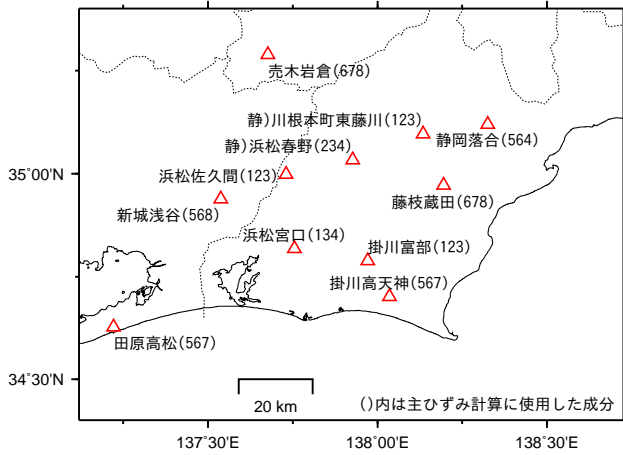 売木岩倉(678)
静)川根本町東藤川(123)
静岡落合(564)
静)浜松春野(234)
35°00'N
浜松佐久間(123)
藤枝蔵田(678)
新城浅谷(568)
浜松宮口(134)
掛川富部(123)
掛川高天神(567)
田原高松(567)
34°30'N
20 km
()内は主ひずみ計算に使用した成分
137°30'E
138°00'E
138°30'E